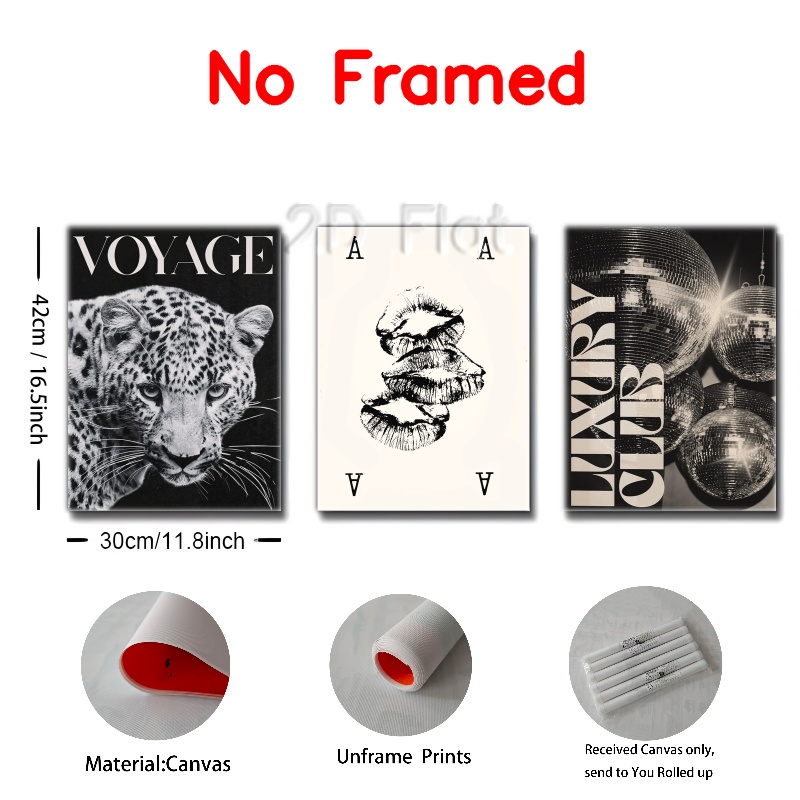 No Framed
2D Flat
VOYAGE
A A
A A
LUXURY
CLUB
42cm / 16.5inch
30cm/11.8inch
Material:Canvas
Unframe Prints
Received Canvas only,
send to You Rolled up